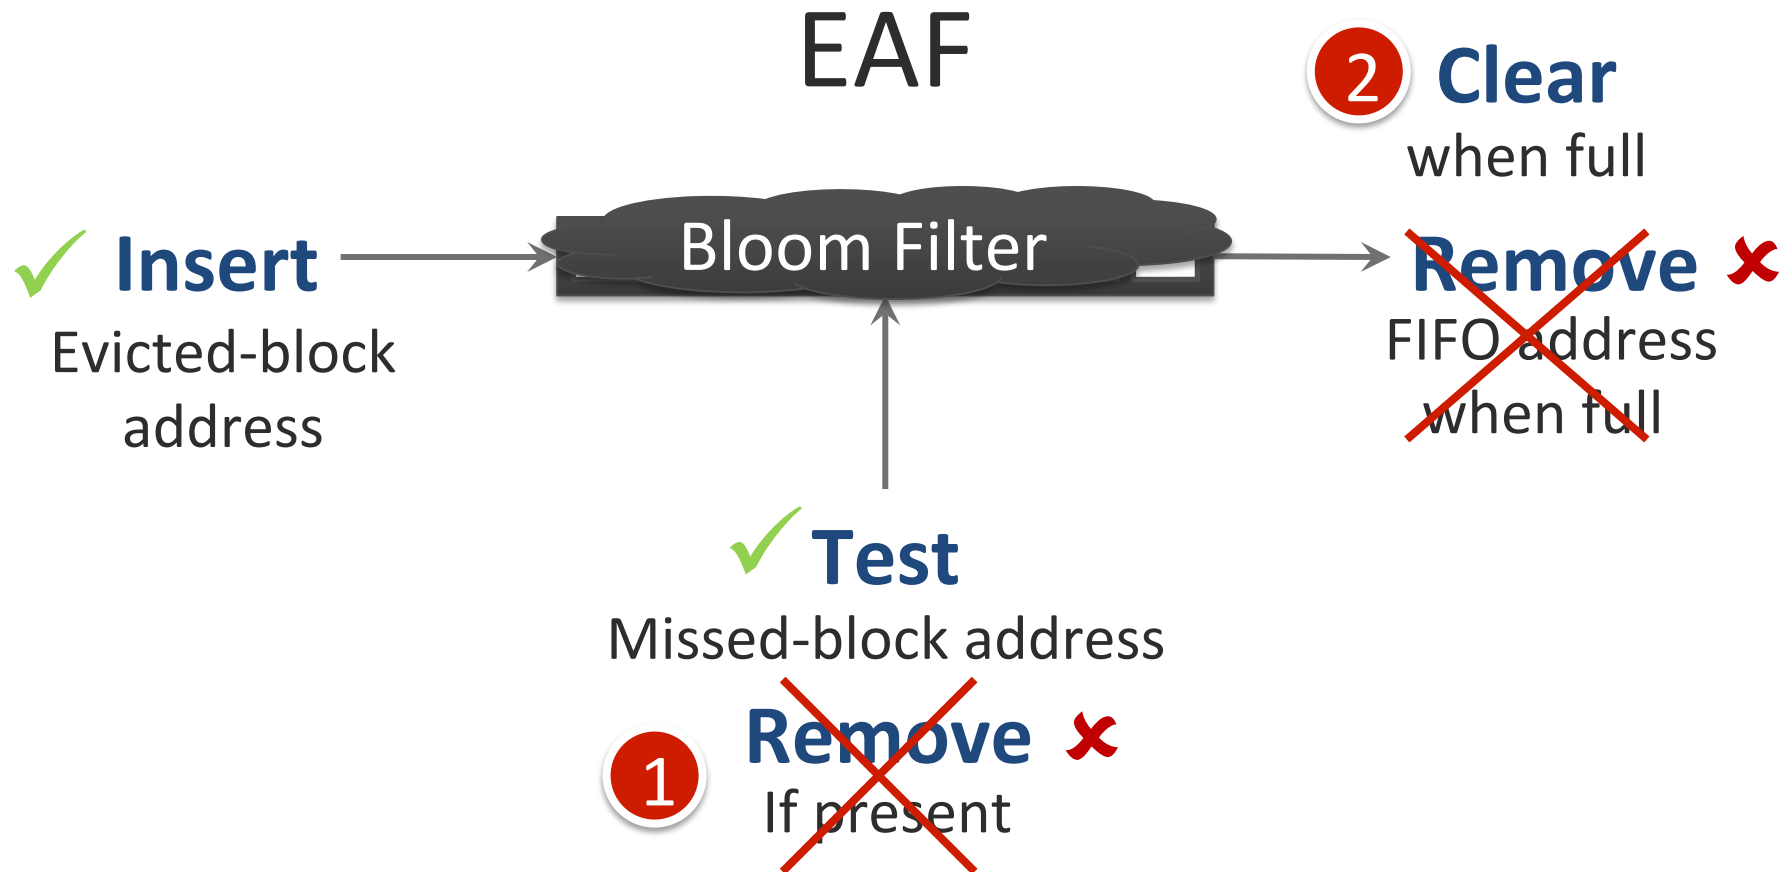 EAF
2
Clear
when full
Bloom Filter
Insert
Evicted-block
address
Remove
FIFO address
when full
Test
Missed-block address
1
Remove
If present